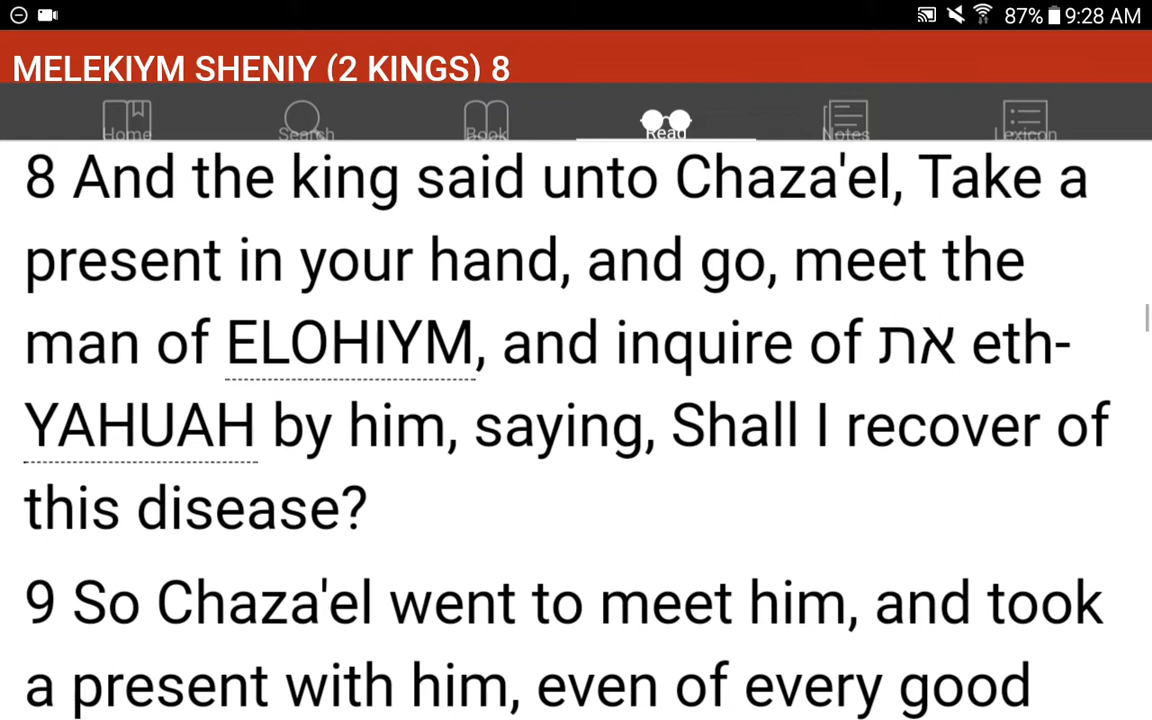 87% 9:28 AM
MELEKIYM SHENIY (2 KINGS) 8
Home Search Book Read Notes Lexicon
8 And the king said unto Chaza'el, Take a
present in your hand, and go, meet the
man of ELOHIYM, and inquire of את eth-
YAHUAH by him, saying, Shall I recover of
this disease?
9 So Chaza'el went to meet him, and took
a present with him, even of every good